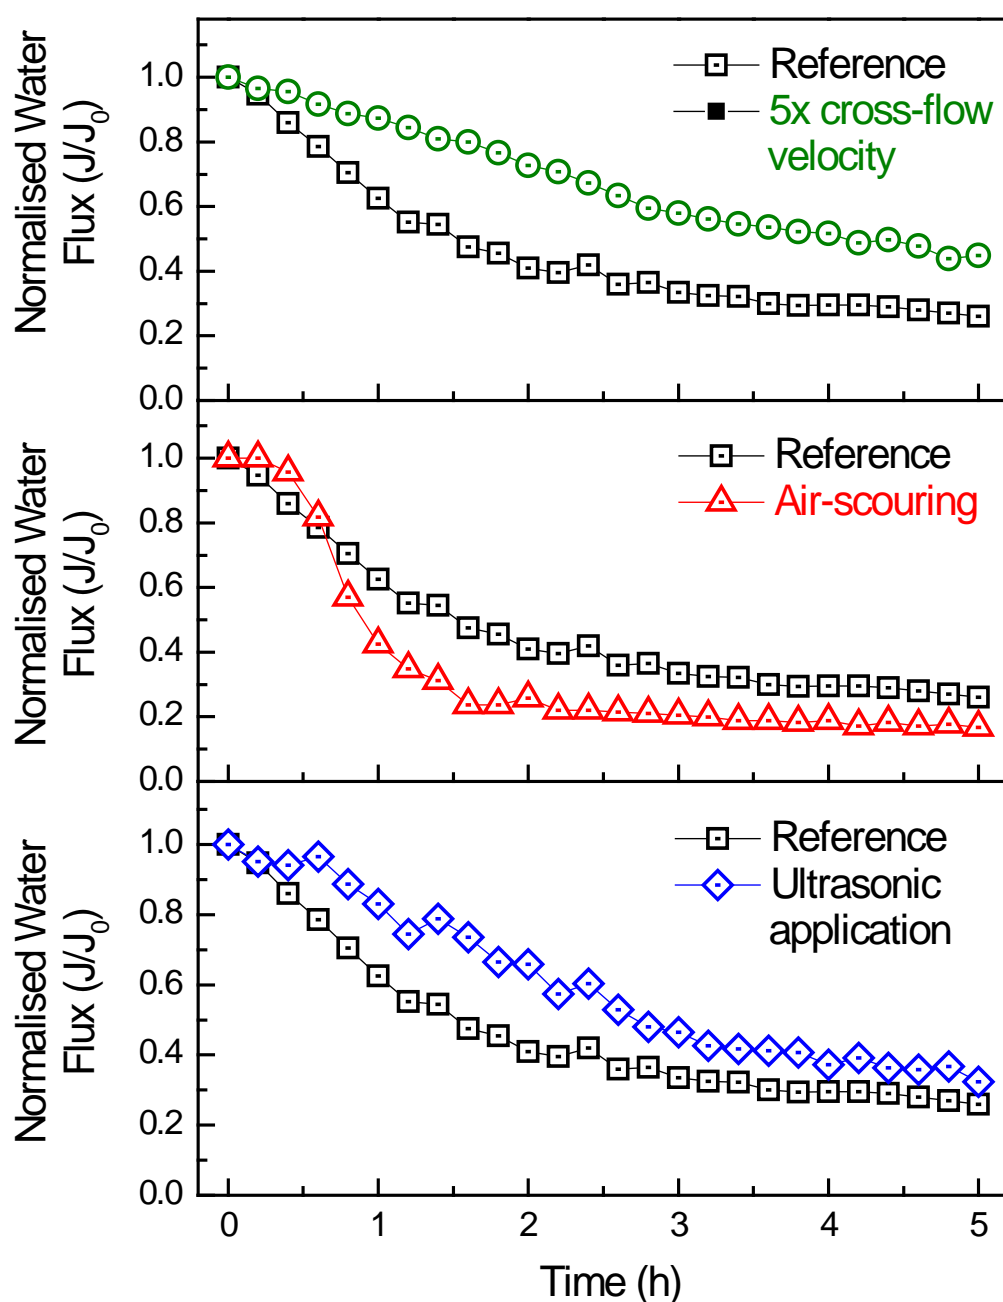 Normalised Water
Flux (J/J₀)
1.0
0.8
0.6
0.4
0.2
0.0
Reference
5x cross-flow
velocity
Normalised Water
Flux (J/J₀)
1.0
0.8
0.6
0.4
0.2
0.0
Reference
Air-scouring
Normalised Water
Flux (J/J₀)
1.0
0.8
0.6
0.4
0.2
0.0
Reference
Ultrasonic
application
0 1 2 3 4 5
Time (h)